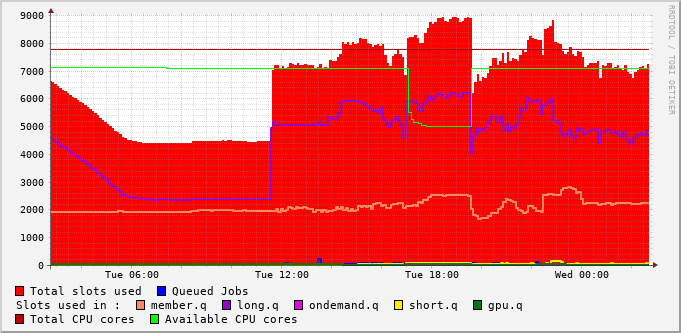 9000
8000
7000
6000
5000
4000
3000
2000
1000
0
Tue 06:00 Tue 12:00 Tue 18:00 Wed 00:00
RRDTOOL / TOBI OETIKER
Total slots used Queued Jobs
Slots used in : member.q long.q ondemand.q short.q gpu.q
Total CPU cores Available CPU cores